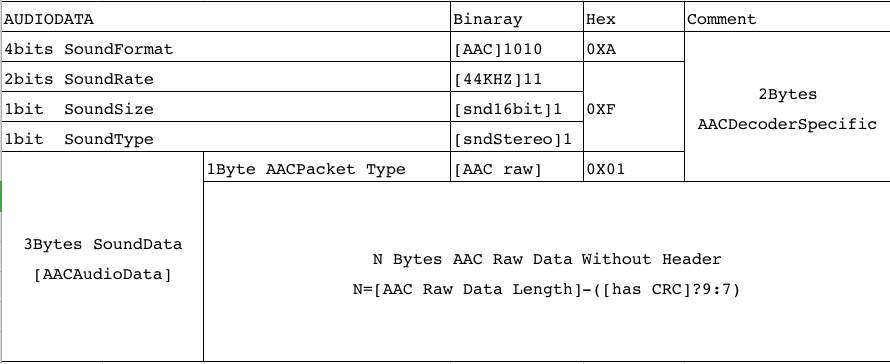 AUDIODATA Binaray Hex Comment
4bits SoundFormat [AAC]1010 0XA
2bits SoundRate [44KHZ]11
1bit SoundSize [snd16bit]1 0XF
1bit SoundType [sndStereo]1
2Bytes
AACDecoderSpecific
1Byte AACPacket Type [AAC raw] 0X01
3Bytes SoundData
[AACAudioData]
N Bytes AAC Raw Data Without Header
N=[AAC Raw Data Length]-([has CRC]?9:7)